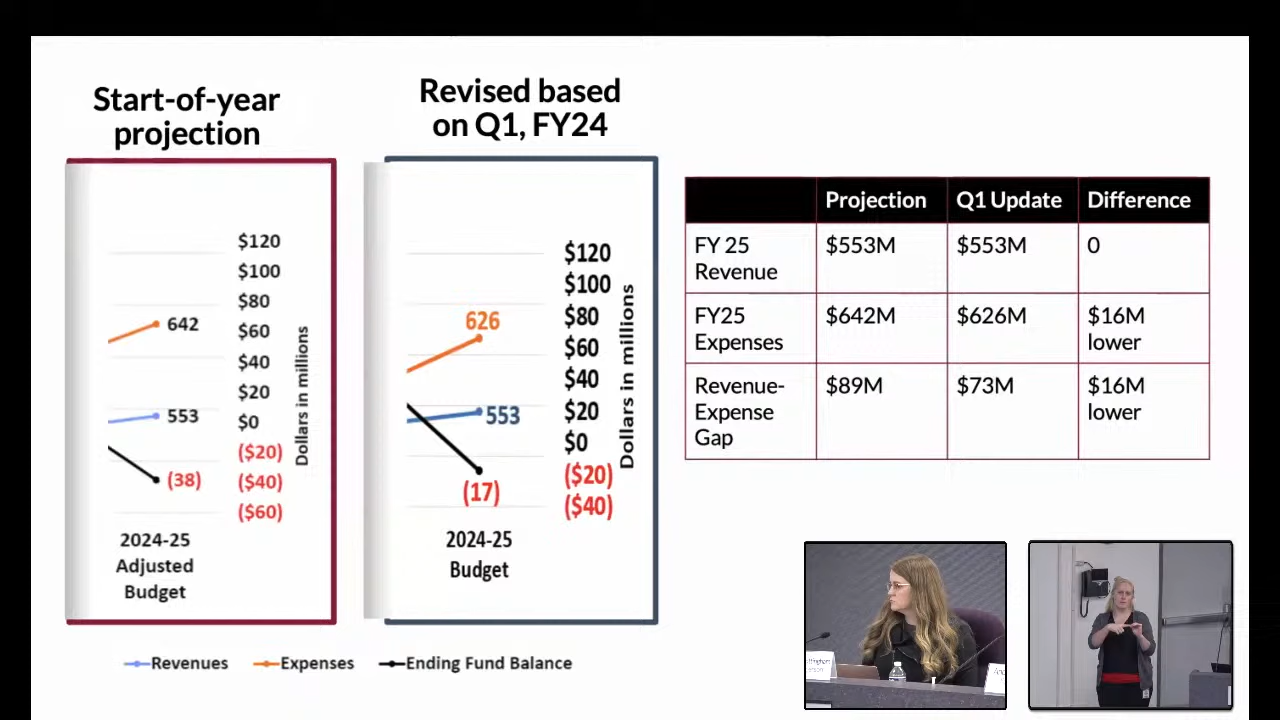 Start-of-year
projection
Revised based
on Q1, FY24
$120
$100
$80
$60
$40
$20
$0
($20)
($40)
($60)
642
553
(38)
Dollars in millions
2024-25
Adjusted
Budget
$120
$100
$80
$60
$40
$20
$0
($20)
($40)
626
553
(17)
Dollars in millions
2024-25
Budget
Revenues Expenses Ending Fund Balance
Projection Q1 Update Difference
FY 25
Revenue
$553M $553M 0
FY25
Expenses
$642M $626M $16M
lower
Revenue-
Expense
Gap
$89M $73M $16M
lower